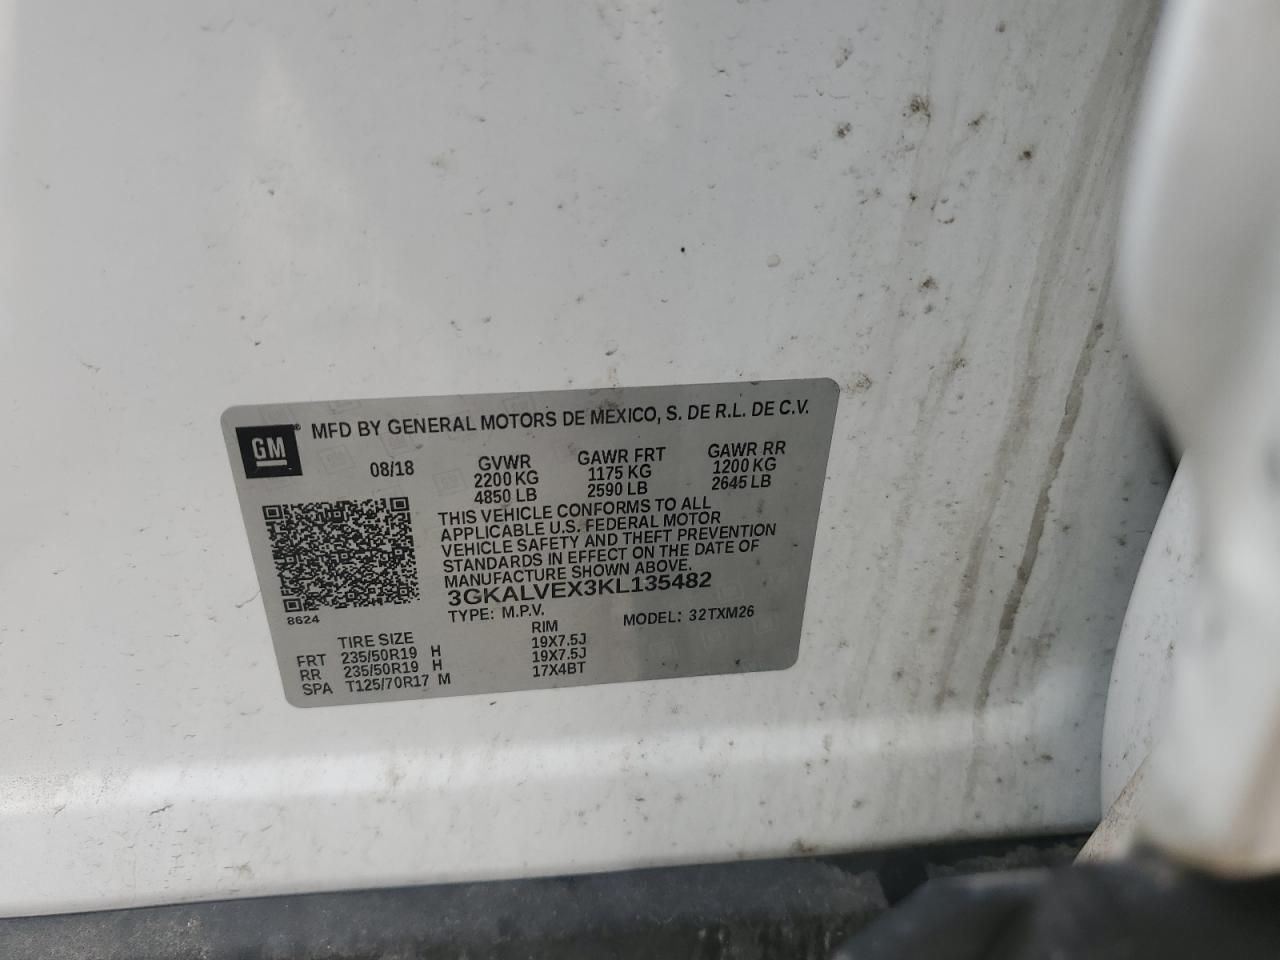 GM ® MFD BY GENERAL MOTORS DE MEXICO, S. DE R.L. DE C.V.
08/18 GVWR GAWR FRT GAWR RR
2200 KG 1175 KG 1200 KG
4850 LB 2590 LB 2645 LB
THIS VEHICLE CONFORMS TO ALL
APPLICABLE U.S. FEDERAL MOTOR
VEHICLE SAFETY AND THEFT PREVENTION
STANDARDS IN EFFECT ON THE DATE OF
MANUFACTURE SHOWN ABOVE.
3GKALVEX3KL135482
8624 TYPE: M.P.V. MODEL: 32TXM26
TIRE SIZE RIM
FRT 235/50R19 H 19X7.5J
RR 235/50R19 H 19X7.5J
SPA T125/70R17 M 17X4BT